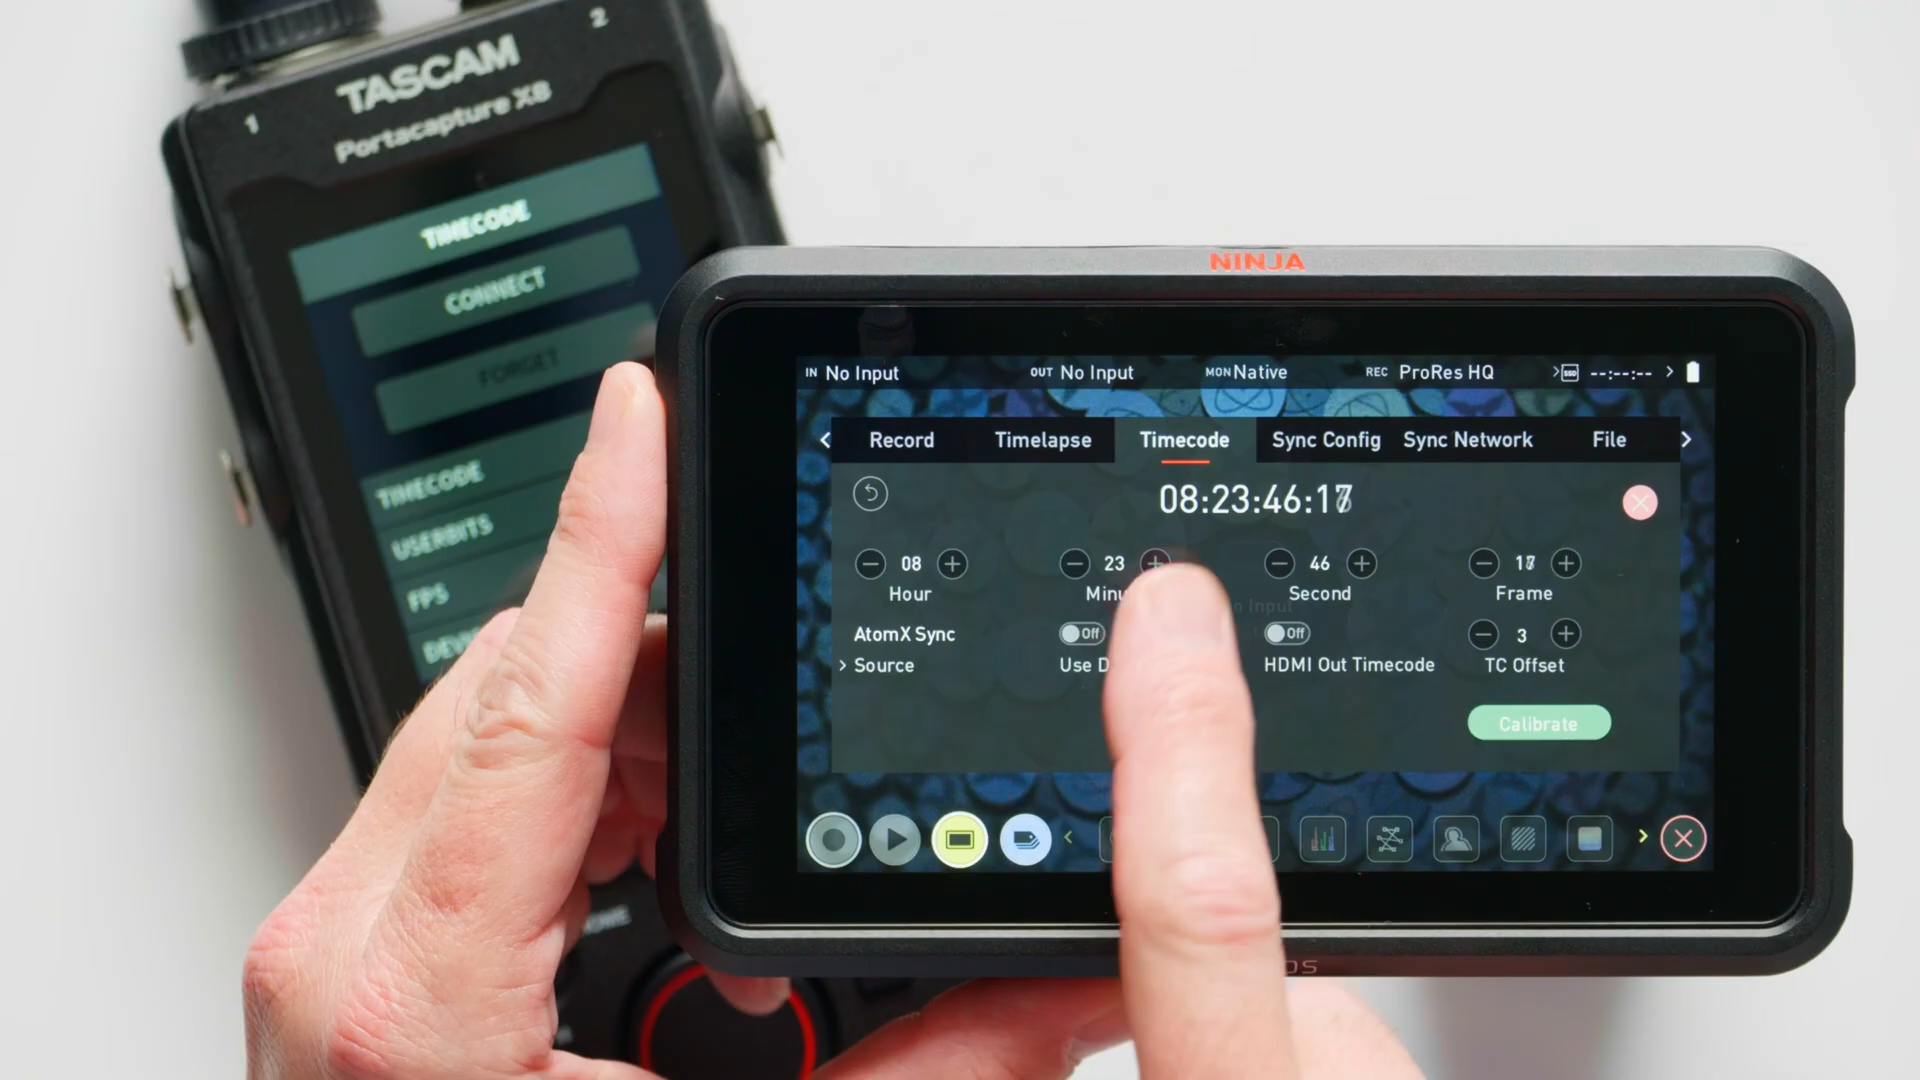 TASCAM
Portacapture X8
1
2
TIMECODE
CONNECT
FORGET
TIMECODE
USERBITS
FPS
NINJA
IN No Input
OUT No Input
MON Native
REC ProRes HQ
--:--:--
Record
Timelapse
Timecode
Sync Config
Sync Network
File
08:23:46:17
08
23
46
17
Hour
Second
Frame
AtomX Sync
Off
Off
3
> Source
Use
HDMI Out Timecode
TC Offset
Calibrate